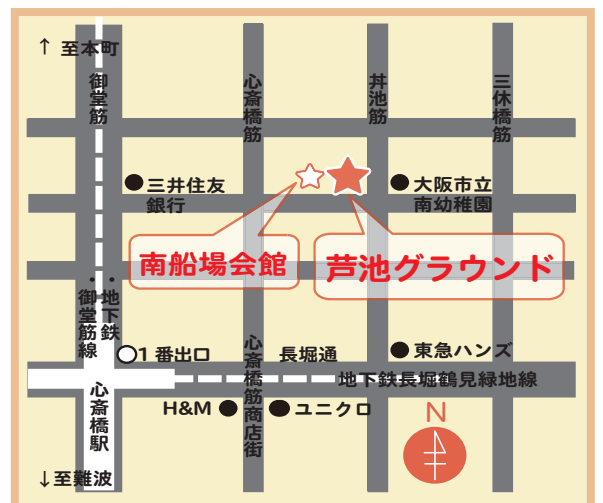 ↑ 至本町
御堂筋
心斎橋筋
丼池筋
三休橋筋
三井住友
銀行
大阪市立
南幼稚園
南船場会館
芦池グラウンド
地下鉄・
御堂筋線・
1 番出口
心斎橋筋商店街
長堀通
東急ハンズ
地下鉄長堀鶴見緑地線
心斎橋駅
H&M
ユニクロ
N
↓至難波